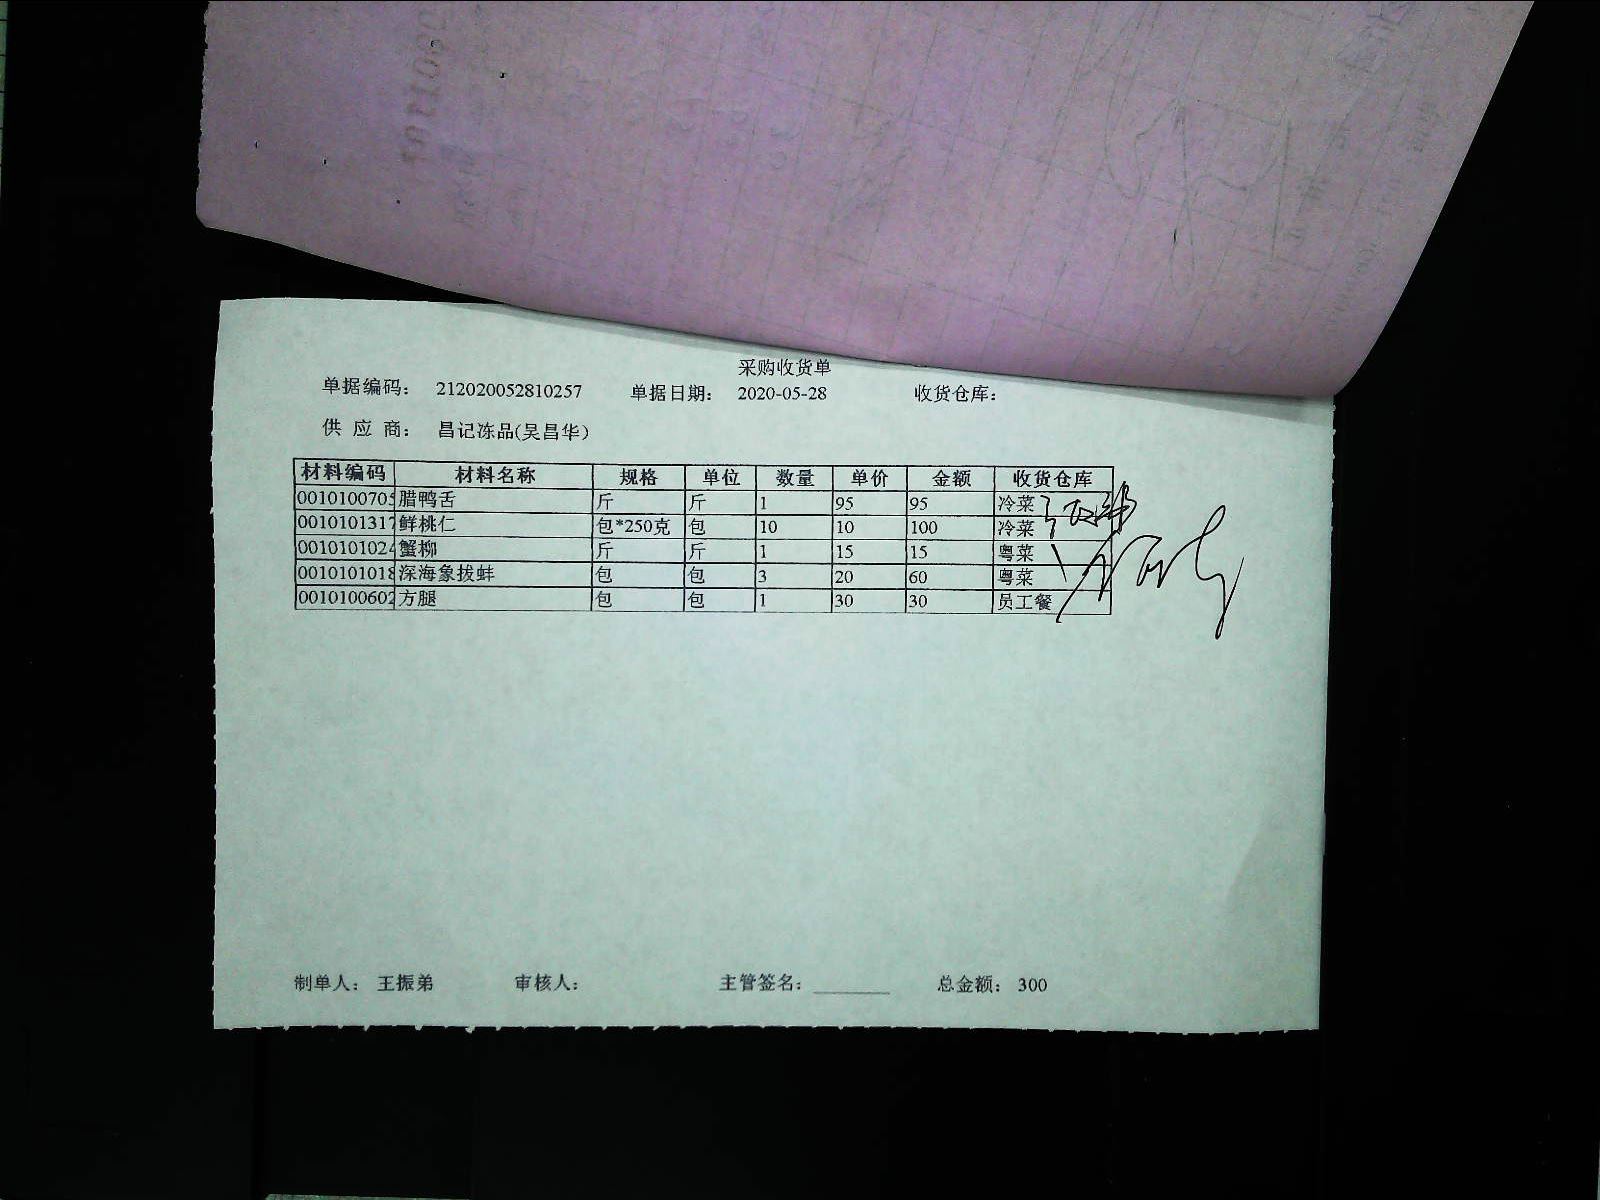 采购收货单
单据编码: 212020052810257 单据日期: 2020-05-28 收货仓库:
供 应 商: 昌记冻品(吴昌华)
材料编码 材料名称 规格 单位 数量 单价 金额 收货仓库
0010100705 腊鸭舌 斤 斤 1 95 95 冷菜
0010101317 鲜桃仁 包*250克 包 10 10 100 冷菜
0010101024 蟹柳 斤 斤 1 15 15 粤菜
0010101018 深海象拔蚌 包 包 3 20 60 粤菜
0010100602 方腿 包 包 1 30 30 员工餐
制单人: 王振弟 审核人: 主管签名: ________ 总金额: 300